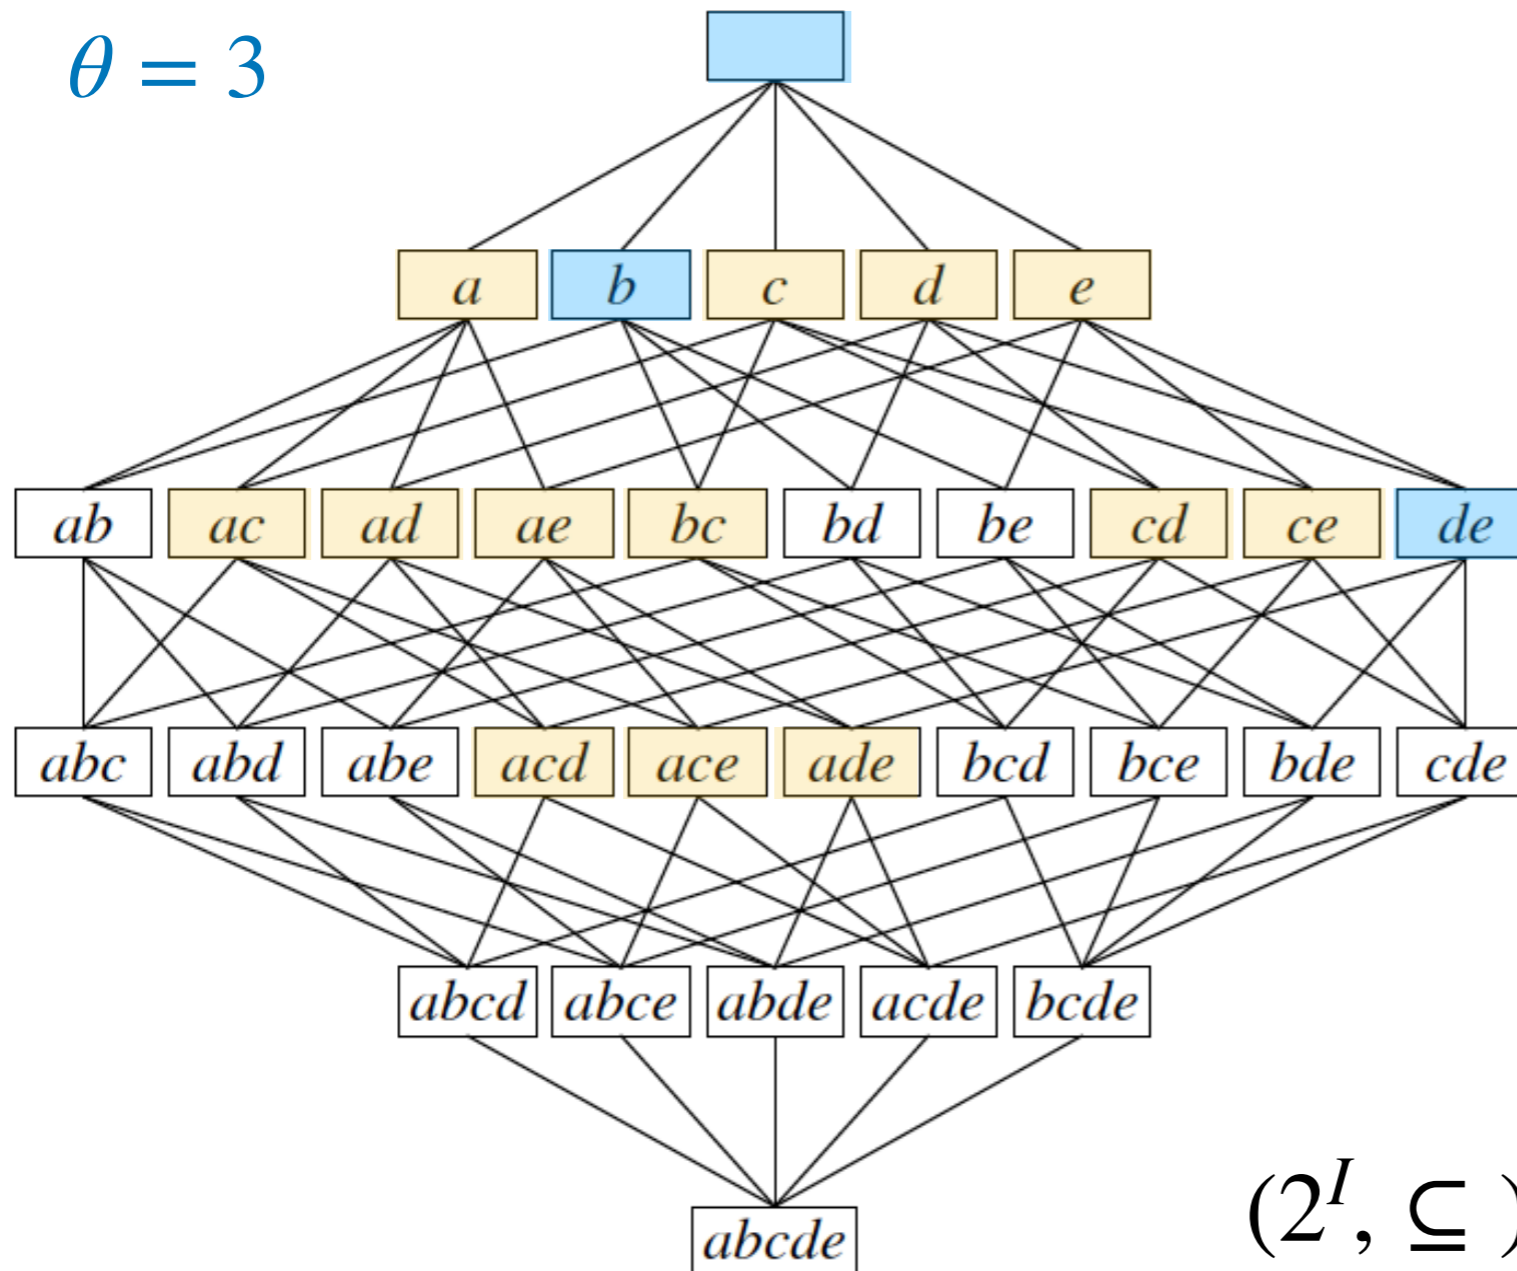 θ = 3
a b c d e
ab ac ad ae bc bd be cd ce de
abc abd abe acd ace ade bcd bce bde cde
abcd abce abde acde bcde
abcde
(2^I, ⊆ )